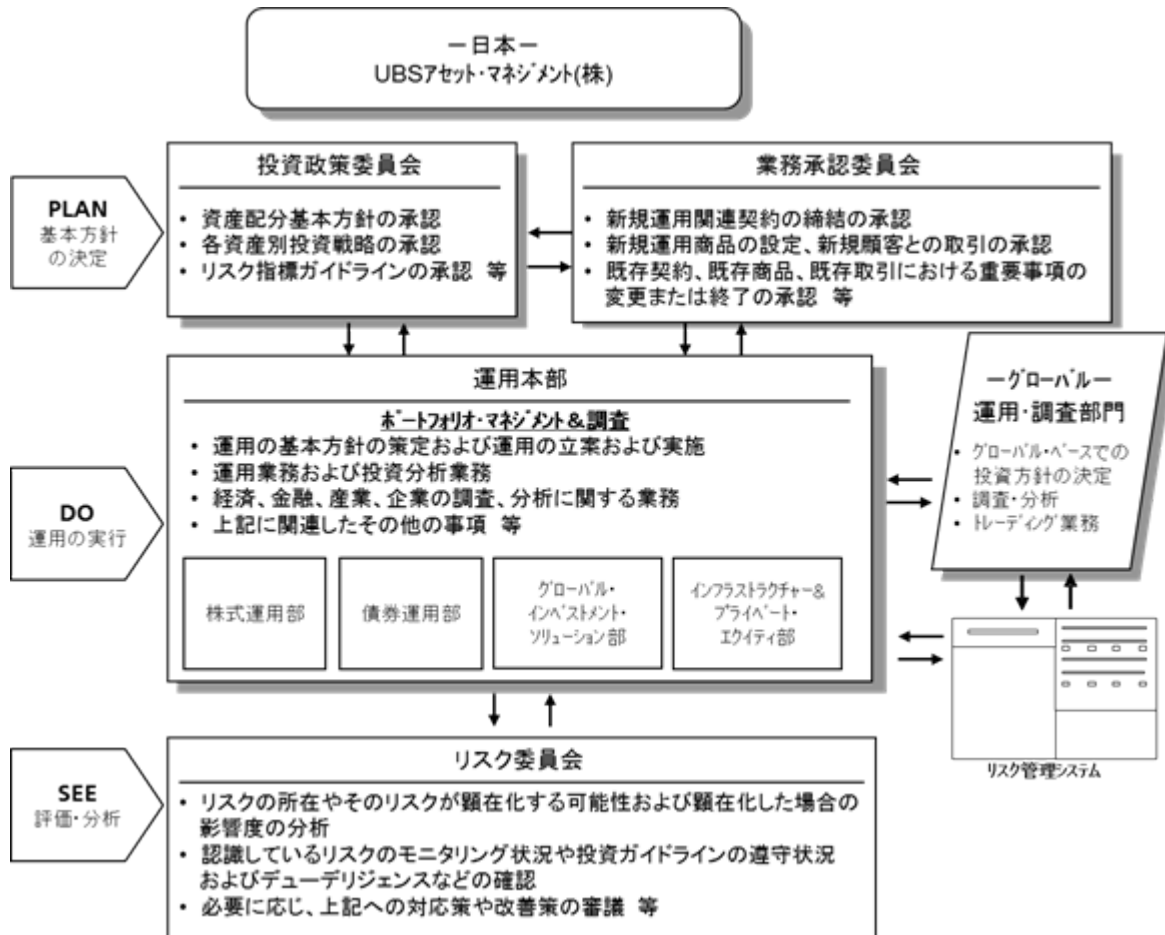 －日本－
UBSアセット・マネジメント(株)
投資政策委員会
業務承認委員会
PLAN
基本方針
の決定
・ 資産配分基本方針の承認
・ 各資産別投資戦略の承認
・ リスク指標ガイドラインの承認 等
・ 新規運用関連契約の締結の承認
・ 新規運用商品の設定、新規顧客との取引の承認
・ 既存契約、既存商品、既存取引における重要事項の
変更または終了の承認 等
運用本部
ポートフォリオ・マネジメント＆調査
・ 運用の基本方針の策定および運用の立案および実施
・ 運用業務および投資分析業務
・ 経済、金融、産業、企業の調査、分析に関する業務
・ 上記に関連したその他の事項 等
DO
運用の実行
株式運用部
債券運用部
グローバル・
インベストメント・
ソリューション部
インフラストラクチャー＆
プライベート・
エクイティ部
－グローバル－
運用・調査部門
・ グローバル・ベースでの
投資方針の決定
・ 調査・分析
・ トレーディング業務
リスク管理システム
SEE
評価・分析
リスク委員会
・ リスクの所在やそのリスクが顕在化する可能性および顕在化した場合の
影響度の分析
・ 認識しているリスクのモニタリング状況や投資ガイドラインの遵守状況
およびデューデリジェンスなどの確認
・ 必要に応じ、上記への対応策や改善策の審議 等